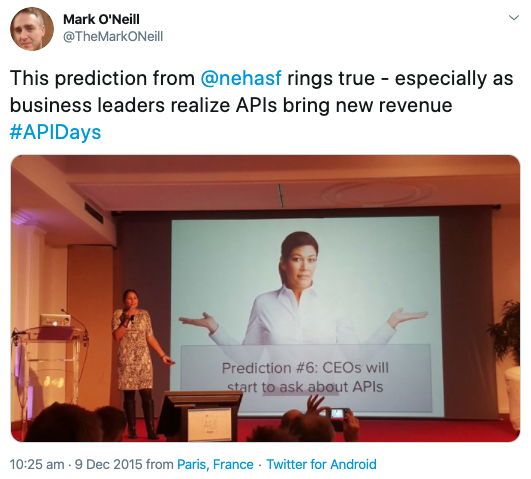 Mark O'Neill
@TheMarkONeill
This prediction from @nehasf rings true - especially as
business leaders realize APIs bring new revenue
#APIDays
Prediction #6: CEOs will
start to ask about APIs
10:25 am · 9 Dec 2015 from Paris, France · Twitter for Android